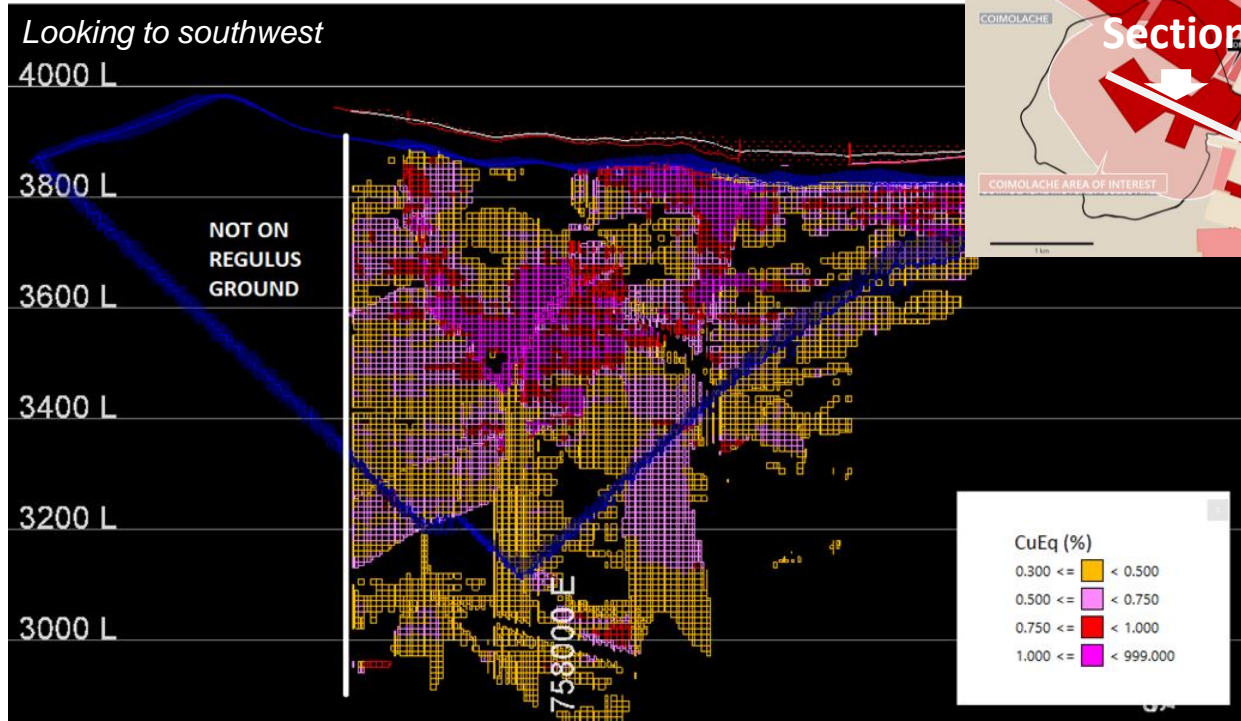 Looking to southwest
COIMOLACHE
Section
4000 L
COIMOLACHE AREA OF INTEREST
1 km
3800 L
NOT ON
REGULUS
GROUND
3600 L
3400 L
3200 L
3000 L
758000 E
CuEq (%)
0.300 <= < 0.500
0.500 <= < 0.750
0.750 <= < 1.000
1.000 <= < 999.000